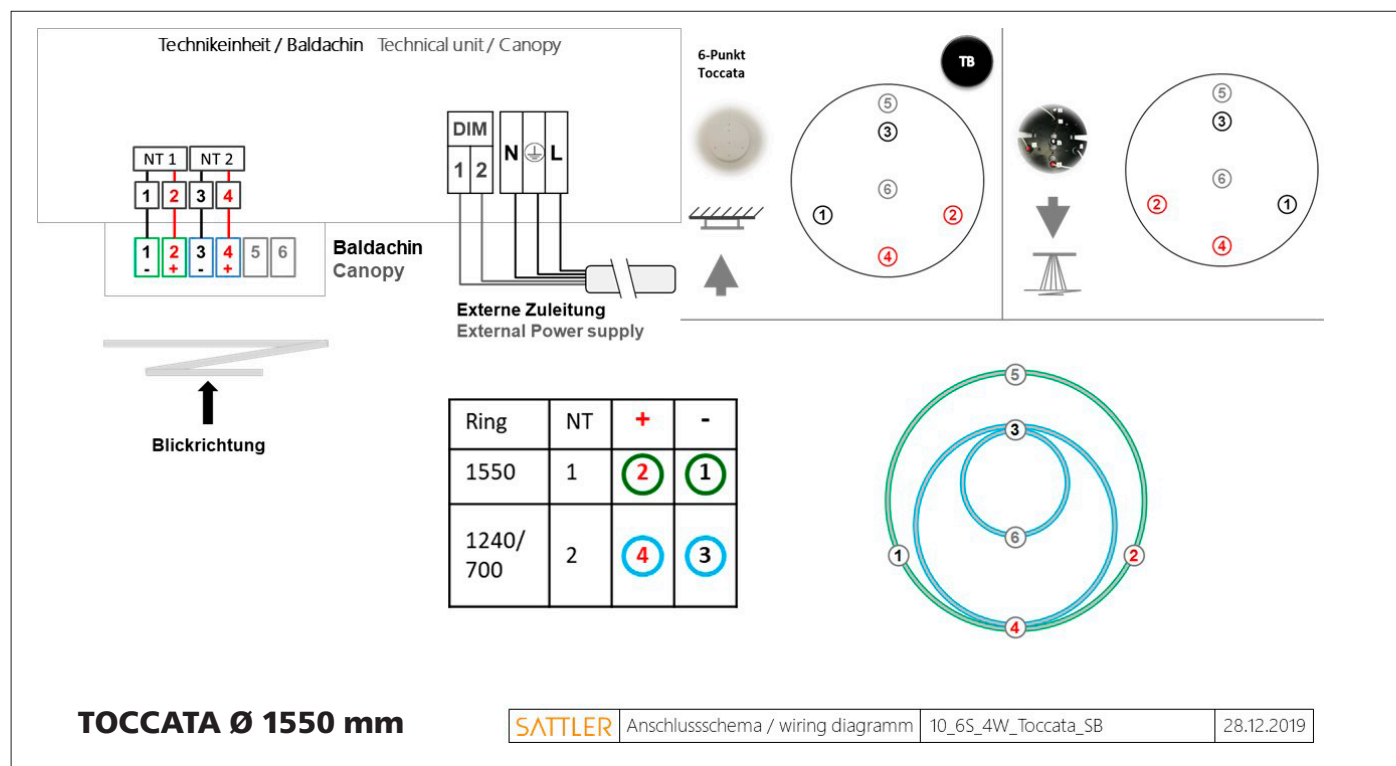 Technikeinheit / Baldachin Technical unit / Canopy
NT 1 NT 2
1 2 3 4
1 2 3 4 5 6
- + - +
Baldachin
Canopy
DIM
1 2
N L
Externe Zuleitung
External Power supply
Blickrichtung
6-Punkt
Toccata
TB
5
3
6
1 2
4
5
3
6
2 1
4
Ring NT + -
1550 1 2 1
1240/
700 2 4 3
5
3
6
1 2
4
TOCCATA Ø 1550 mm
SATTLER Anschlussschema / wiring diagramm 10_6S_4W_Toccata_SB 28.12.2019